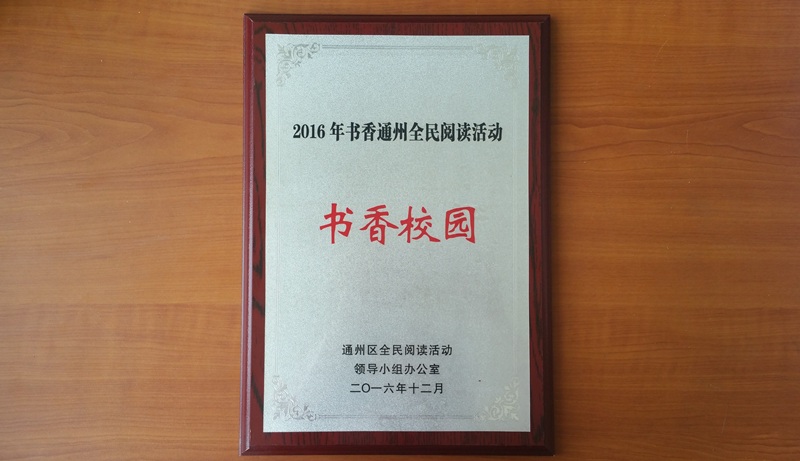 2016年书香通州全民阅读活动
书香校园
通州区全民阅读活动
领导小组办公室
二〇一六年十二月